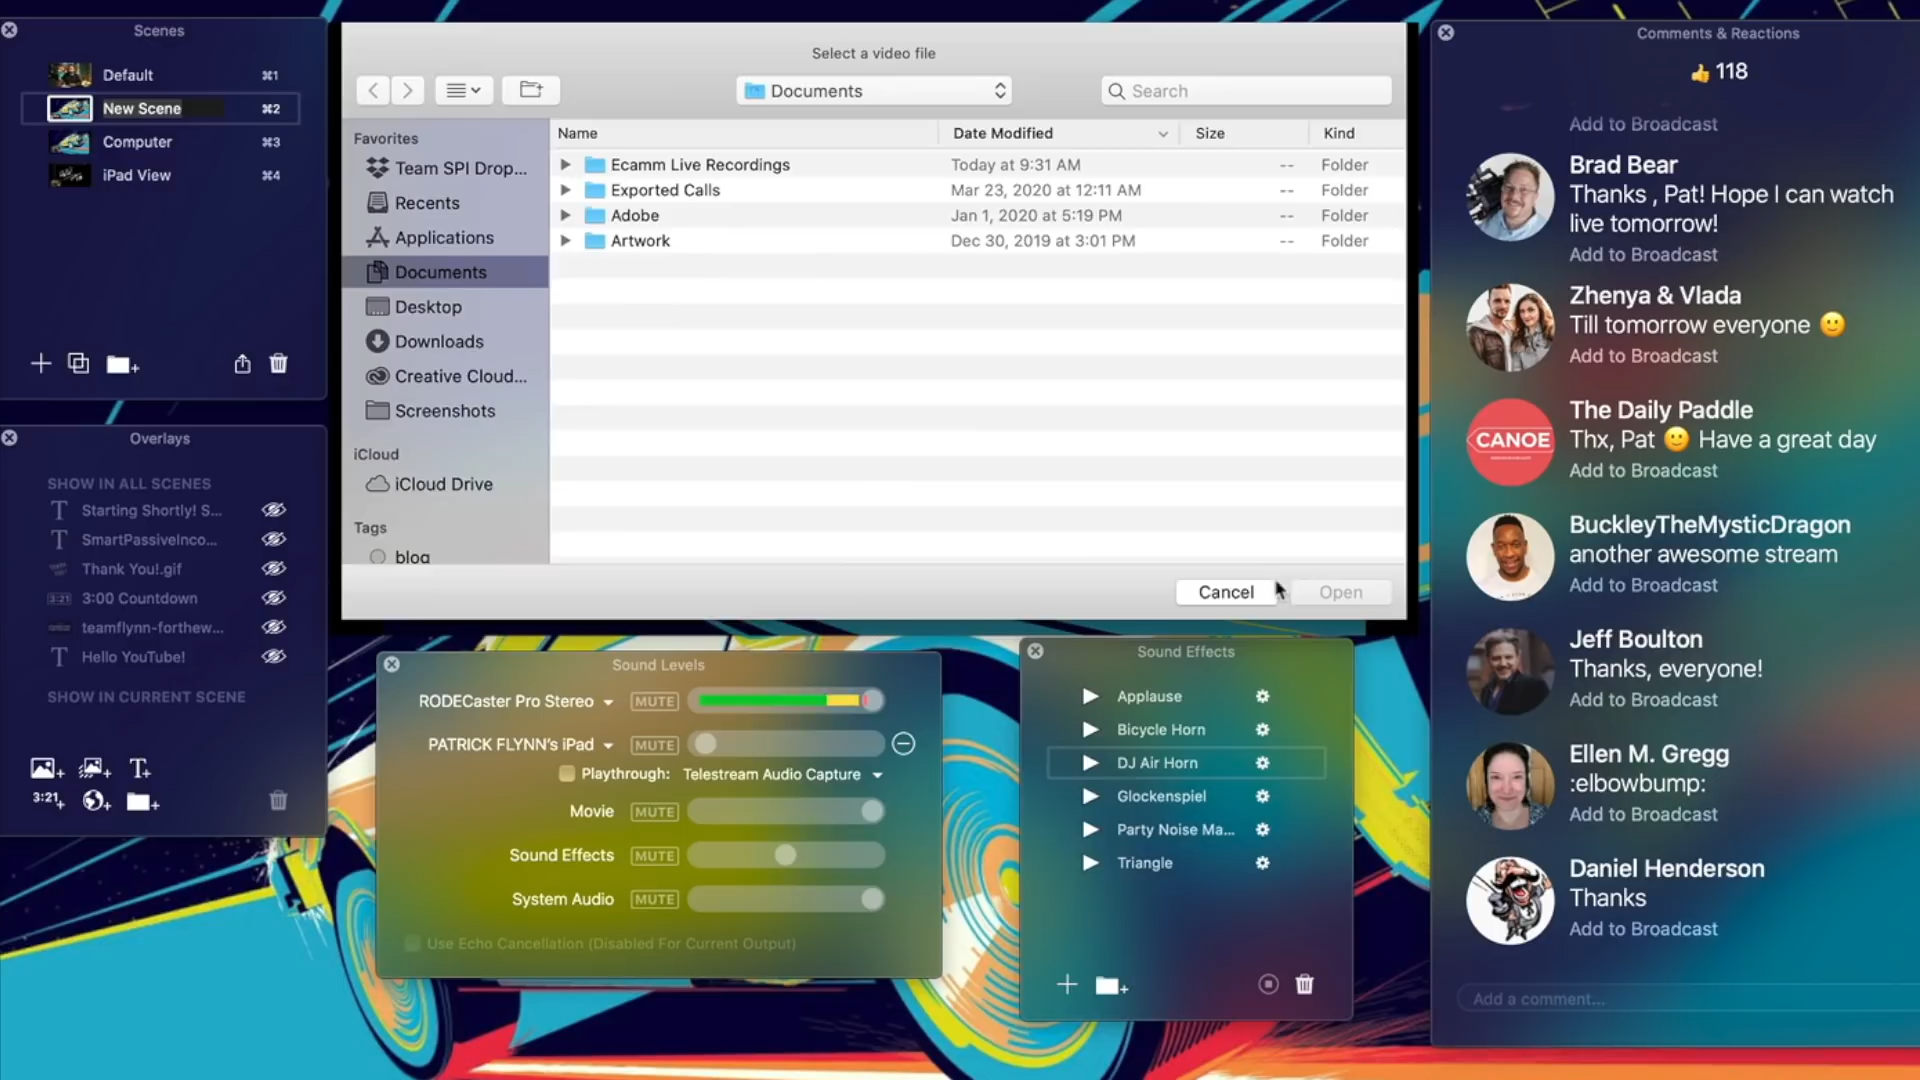 Scenes
Default ⌘1
New Scene ⌘2
Computer ⌘3
iPad View ⌘4
Overlays
SHOW IN ALL SCENES
Starting Shortly! S...
SmartPassiveInco...
Thank You!.gif
3:21 3:00 Countdown
teamflynn-forthew...
Hello YouTube!
SHOW IN CURRENT SCENE
T+
3:21+
Select a video file
Documents
Search
Favorites
Team SPI Drop...
Recents
Applications
Documents
Desktop
Downloads
Creative Cloud...
Screenshots
iCloud
iCloud Drive
Tags
blog
Name Date Modified Size Kind
Ecamm Live Recordings Today at 9:31 AM -- Folder
Exported Calls Mar 23, 2020 at 12:11 AM -- Folder
Adobe Jan 1, 2020 at 5:19 PM -- Folder
Artwork Dec 30, 2019 at 3:01 PM -- Folder
Cancel Open
Sound Levels
RODECaster Pro Stereo MUTE
PATRICK FLYNN's iPad MUTE
Playthrough: Telestream Audio Capture
Movie MUTE
Sound Effects MUTE
System Audio MUTE
Use Echo Cancellation (Disabled For Current Output)
Sound Effects
Applause
Bicycle Horn
DJ Air Horn
Glockenspiel
Party Noise Ma...
Triangle
Comments & Reactions
👍 118
Add to Broadcast
Brad Bear
Thanks , Pat! Hope I can watch
live tomorrow!
Add to Broadcast
Zhenya & Vlada
Till tomorrow everyone 🙂
Add to Broadcast
CANOE
The Daily Paddle
Thx, Pat 🙂 Have a great day
Add to Broadcast
BuckleyTheMysticDragon
another awesome stream
Add to Broadcast
Jeff Boulton
Thanks, everyone!
Add to Broadcast
Ellen M. Gregg
:elbowbump:
Add to Broadcast
Daniel Henderson
Thanks
Add to Broadcast
Add a comment...